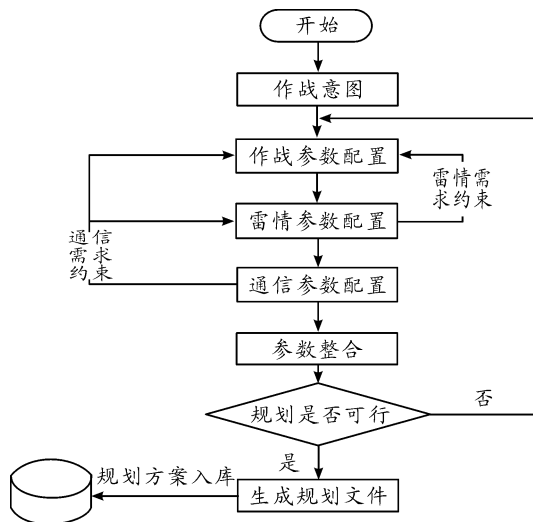 开始
作战意图
作战参数配置
雷情需
求约束
雷情参数配置
通信
需求
约束
通信参数配置
参数整合
规划是否可行
否
是
规划方案入库
生成规划文件